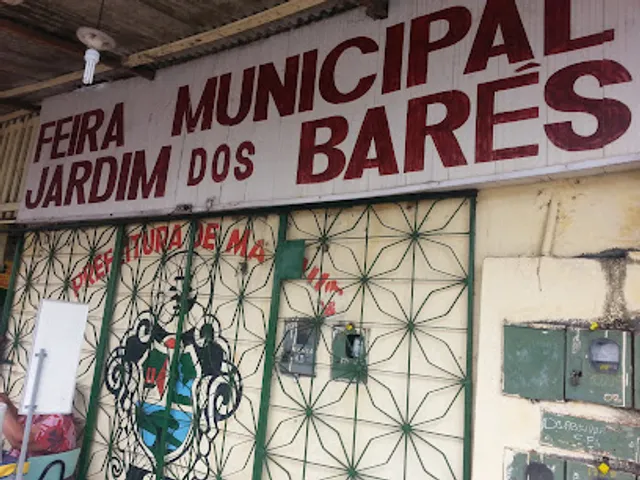 FEIRA MUNICIPAL
JARDIM DOS BARÉS
PREFEITURA DE MA